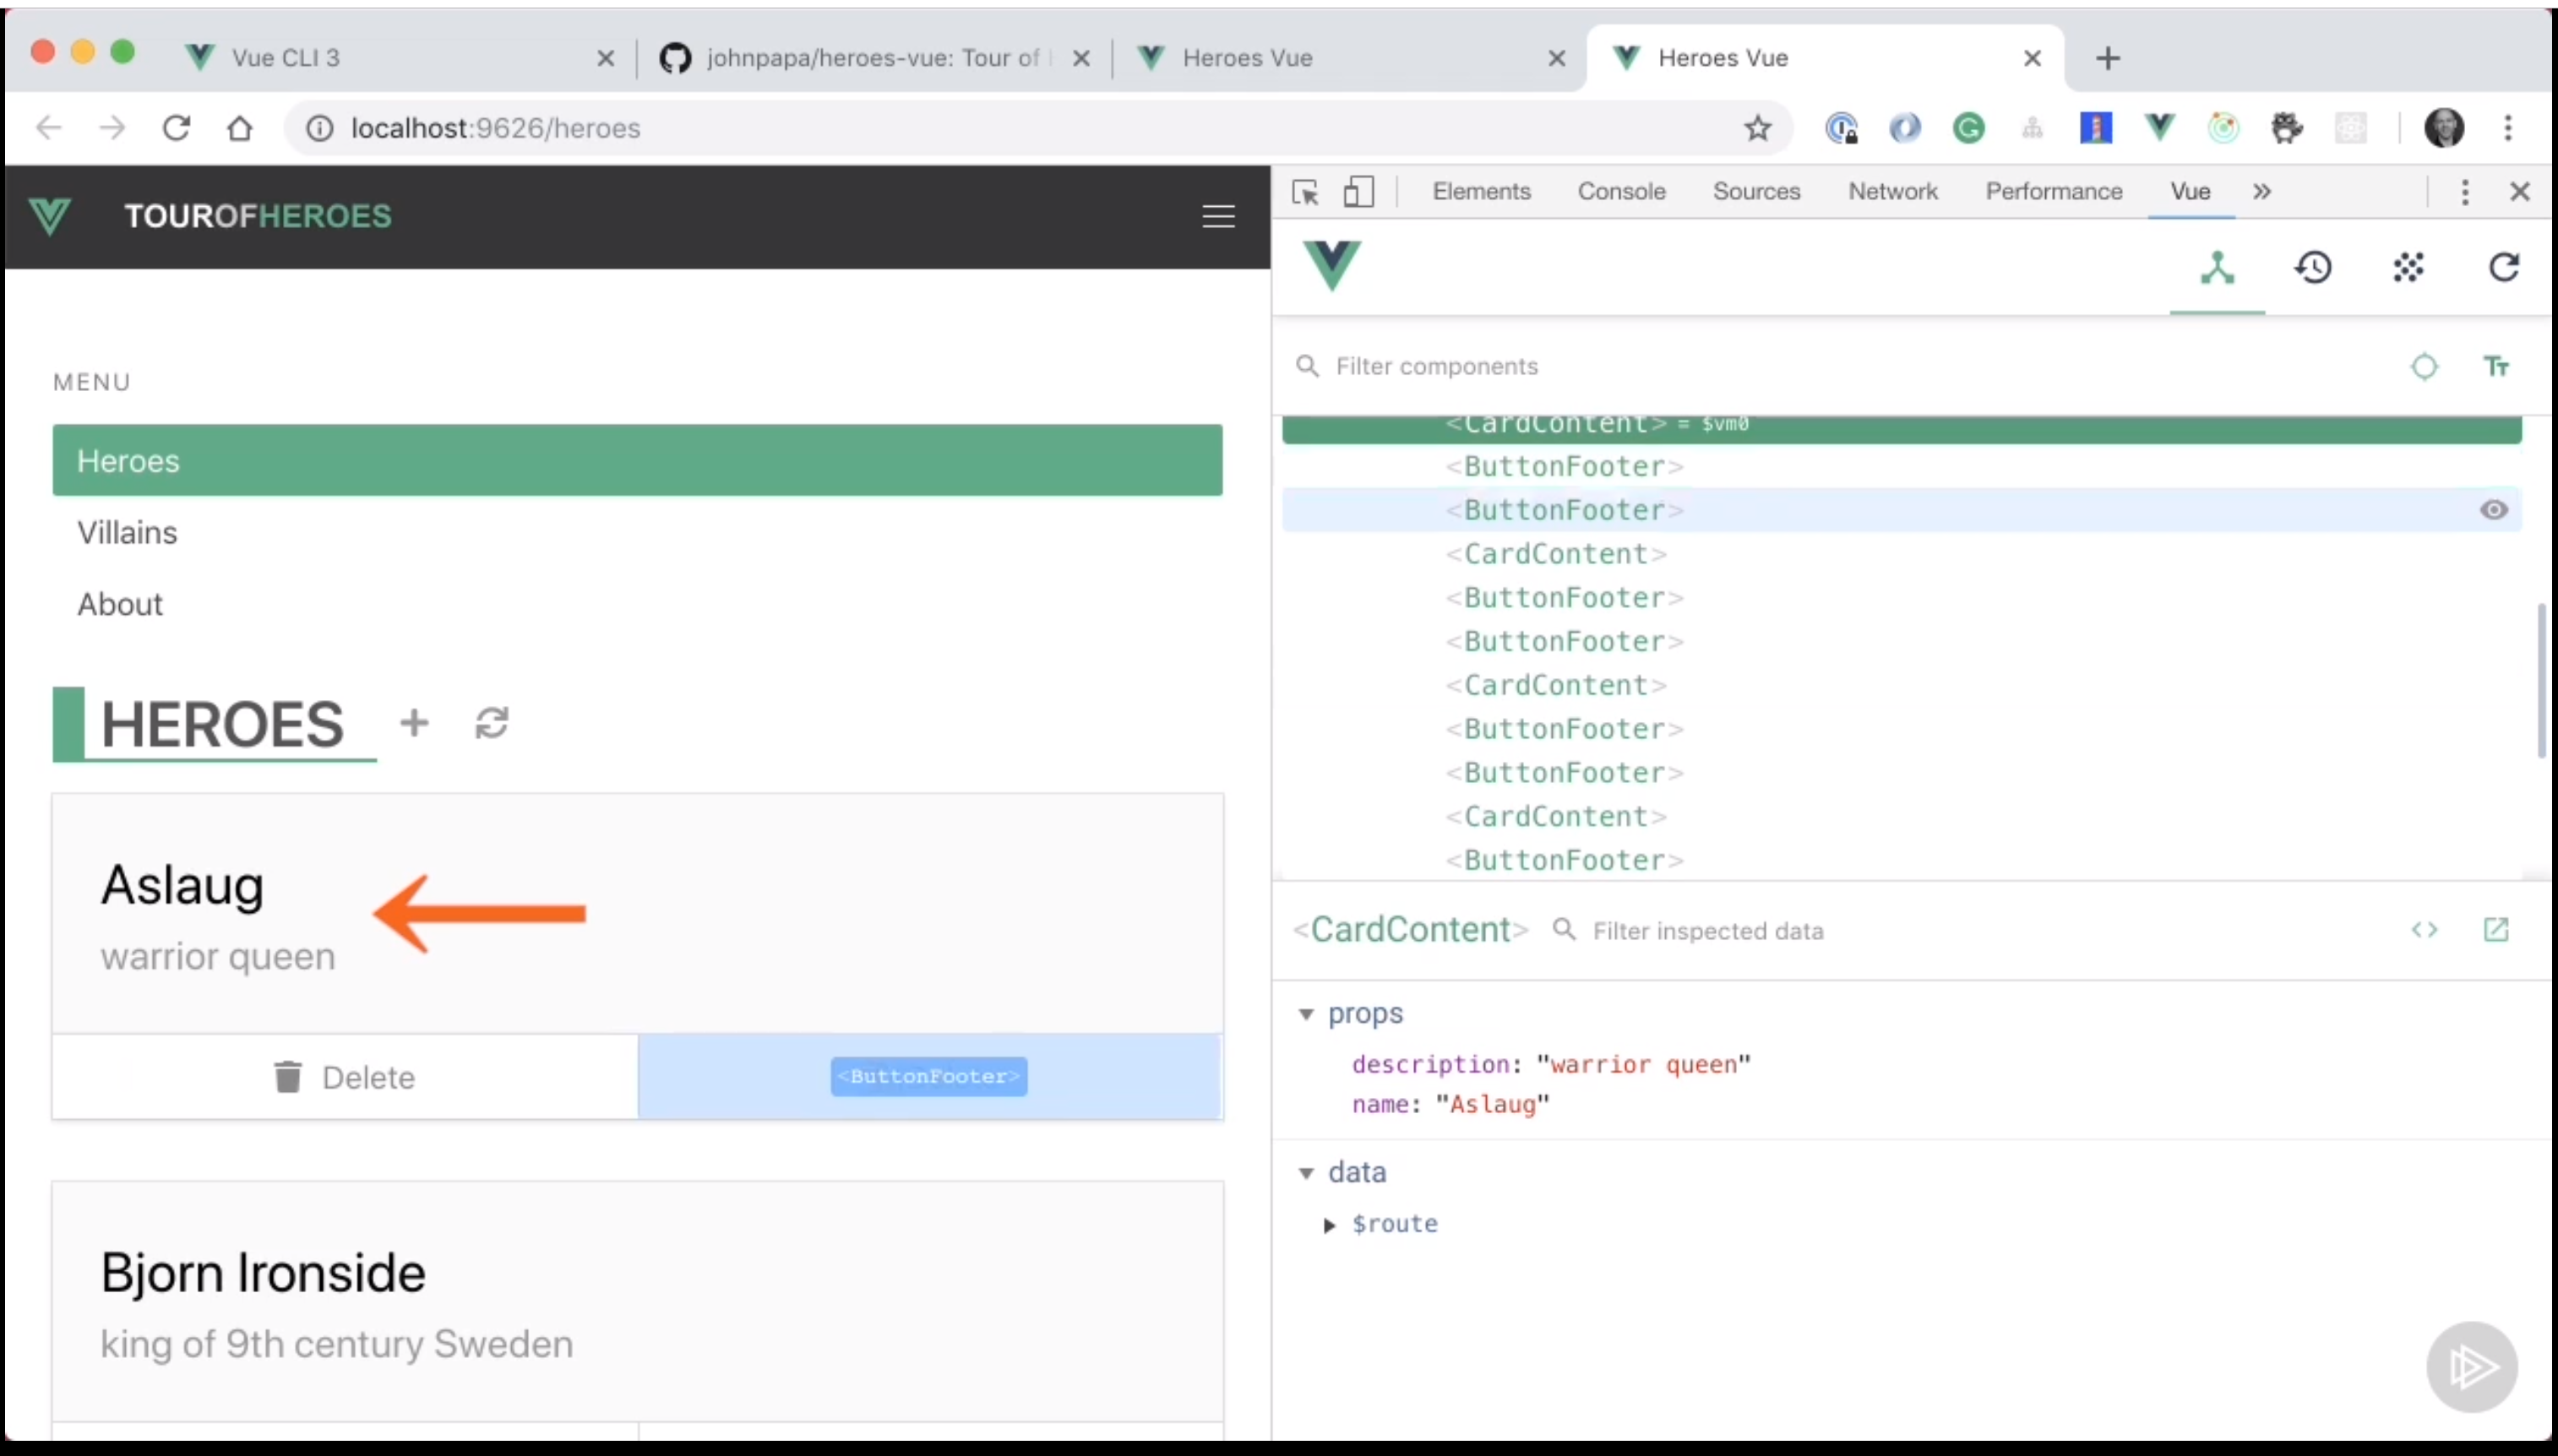 Vue CLI 3
johnpapa/heroes-vue: Tour of
Heroes Vue
Heroes Vue
localhost:9626/heroes
TOUROFHEROES
MENU
Heroes
Villains
About
HEROES
Aslaug
warrior queen
Delete
<ButtonFooter>
Bjorn Ironside
king of 9th century Sweden
Elements Console Sources Network Performance Vue
Filter components
<CardContent> = $vm0
<ButtonFooter>
<ButtonFooter>
<CardContent>
<ButtonFooter>
<ButtonFooter>
<CardContent>
<ButtonFooter>
<ButtonFooter>
<CardContent>
<ButtonFooter>
<CardContent> Filter inspected data
props
description: "warrior queen"
name: "Aslaug"
data
$route